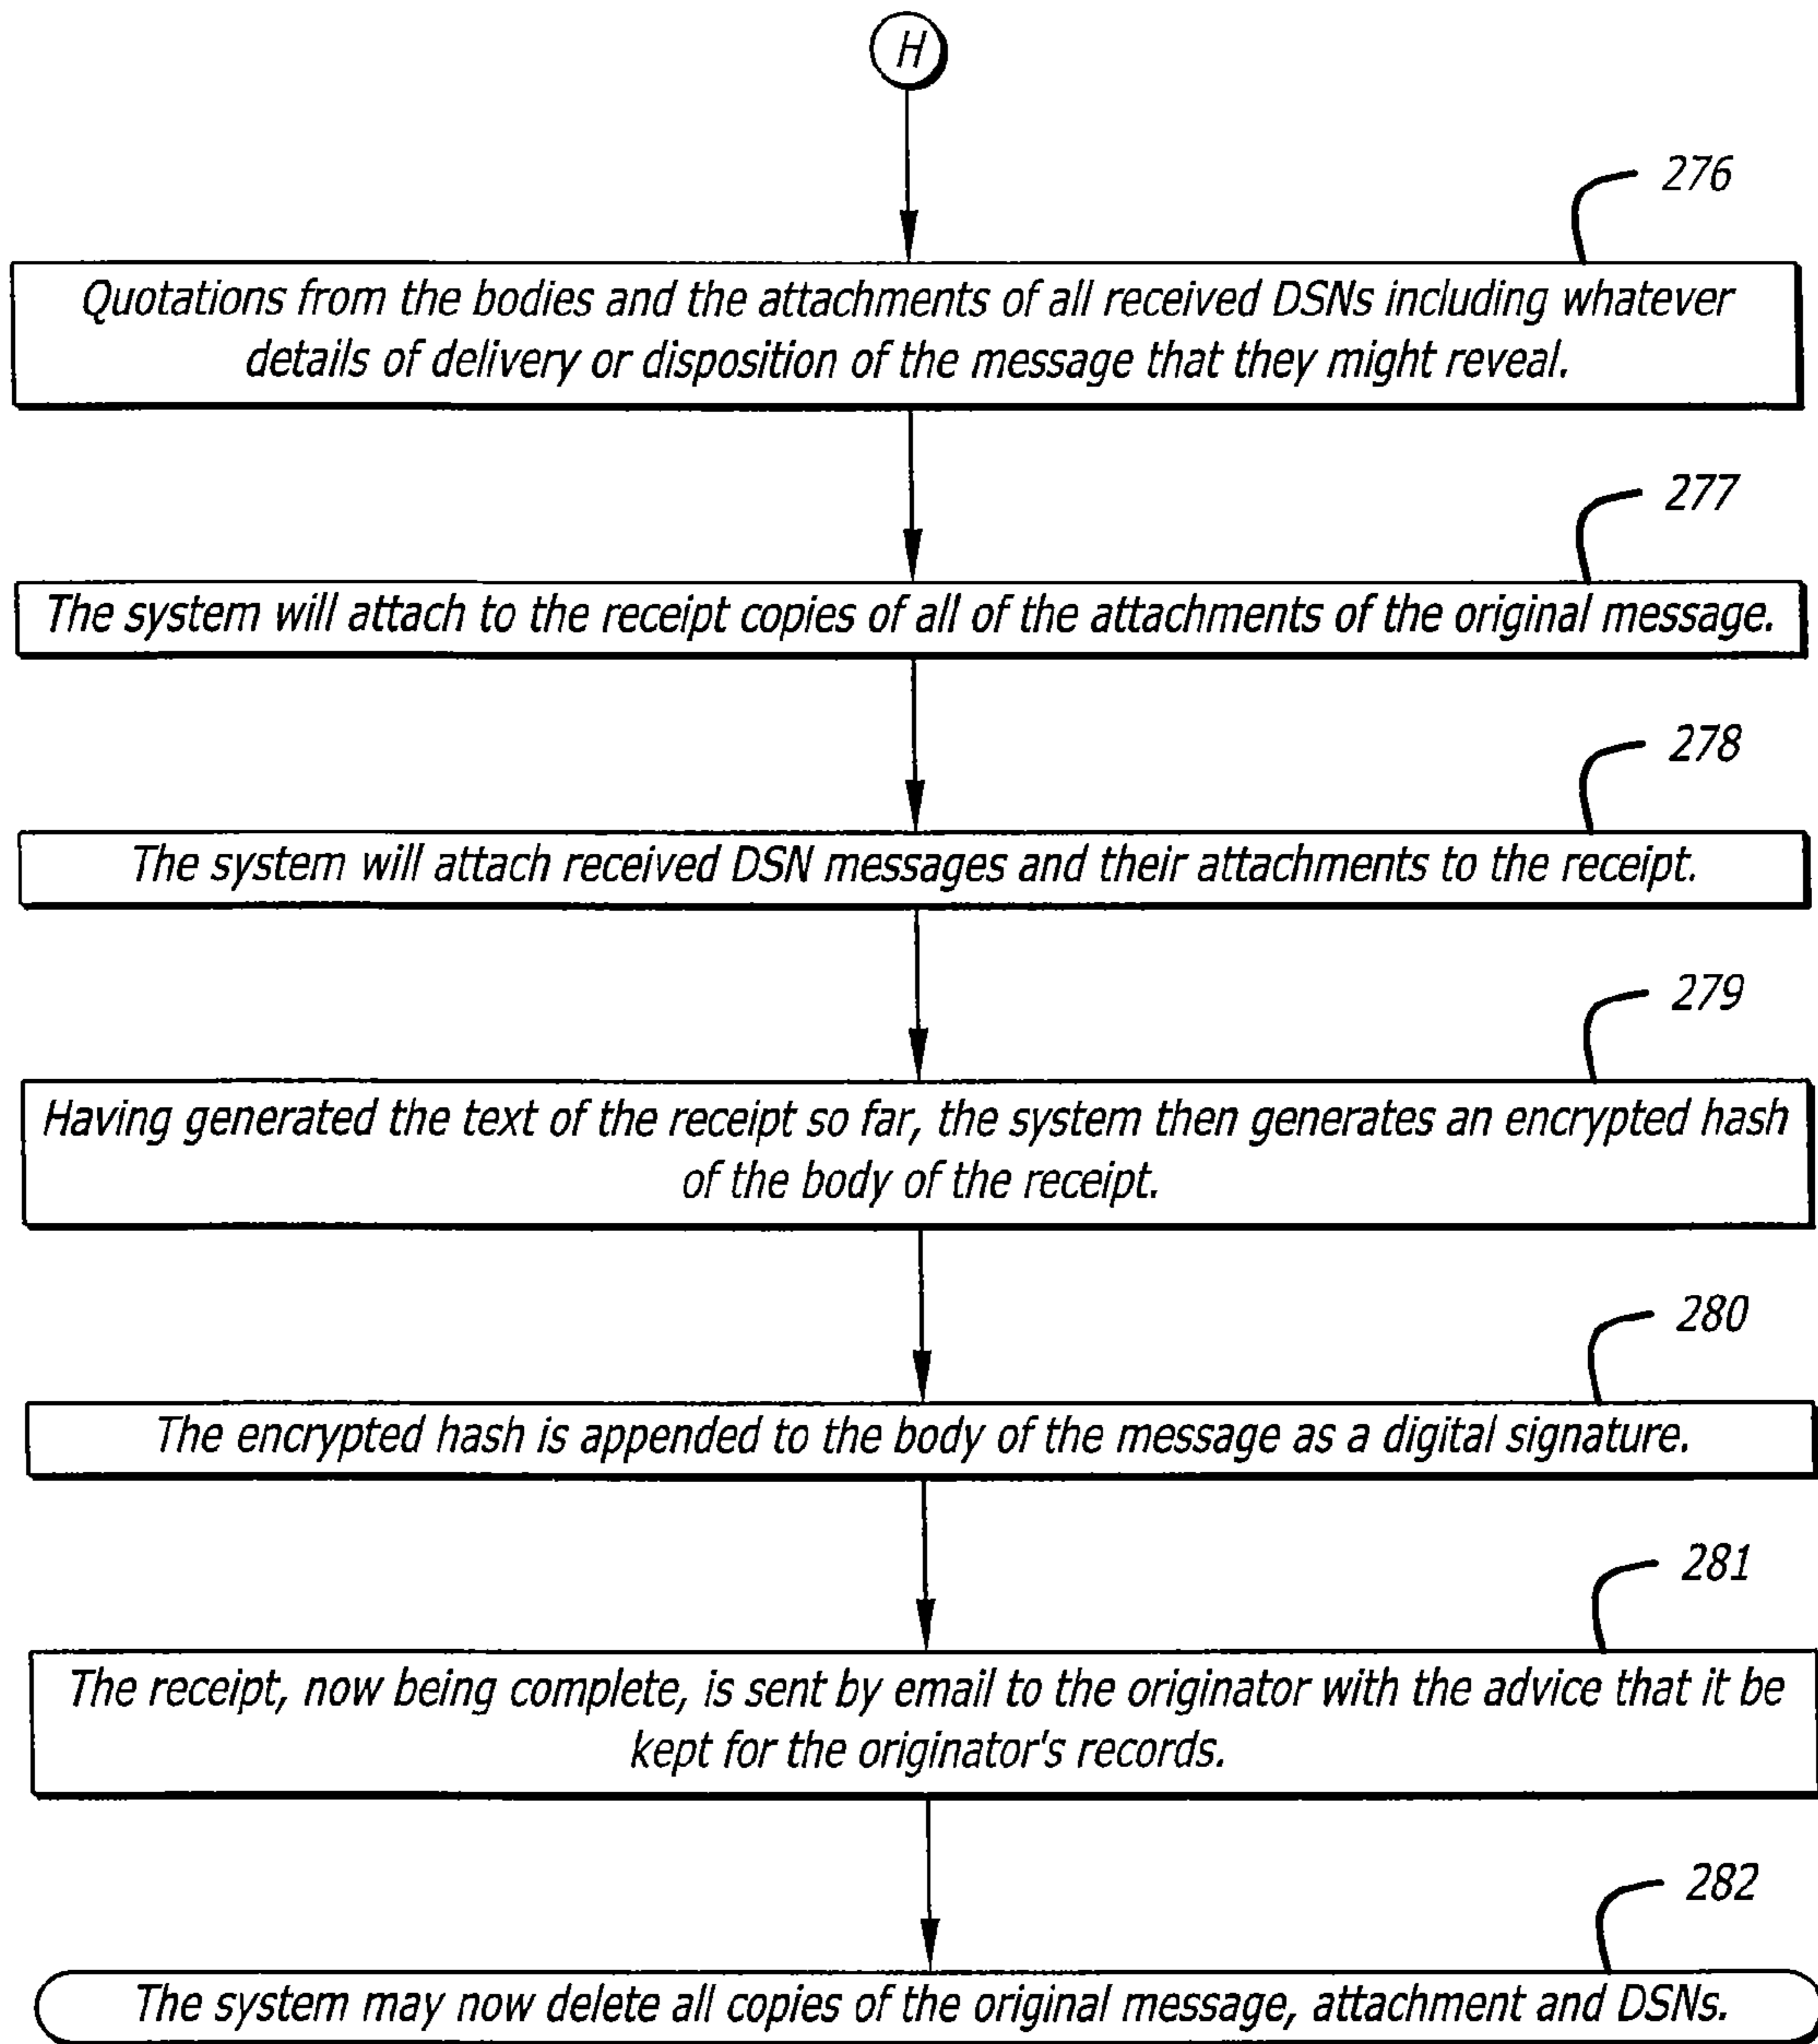 H
276
Quotations from the bodies and the attachments of all received DSNs including whatever
details of delivery or disposition of the message that they might reveal.
277
The system will attach to the receipt copies of all of the attachments of the original message.
278
The system will attach received DSN messages and their attachments to the receipt.
279
Having generated the text of the receipt so far, the system then generates an encrypted hash
of the body of the receipt.
280
The encrypted hash is appended to the body of the message as a digital signature.
281
The receipt, now being complete, is sent by email to the originator with the advice that it be
kept for the originator's records.
282
The system may now delete all copies of the original message, attachment and DSNs.